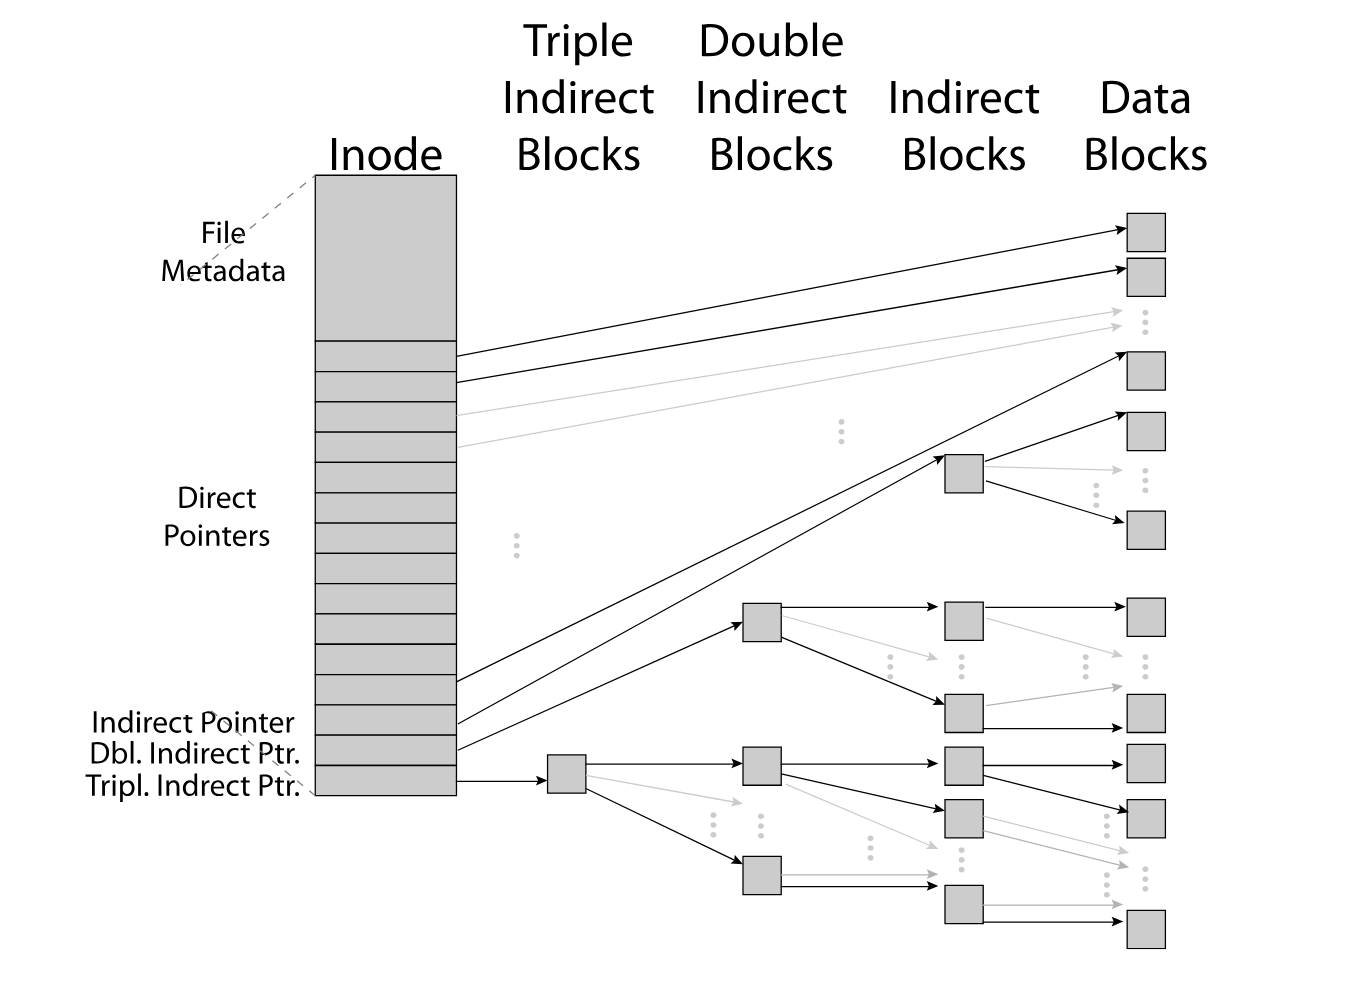 Triple
Indirect
Blocks
Double
Indirect
Blocks
Indirect
Blocks
Data
Blocks
Inode
File
Metadata
Direct
Pointers
Indirect Pointer
Dbl. Indirect Ptr.
Tripl. Indrect Ptr.